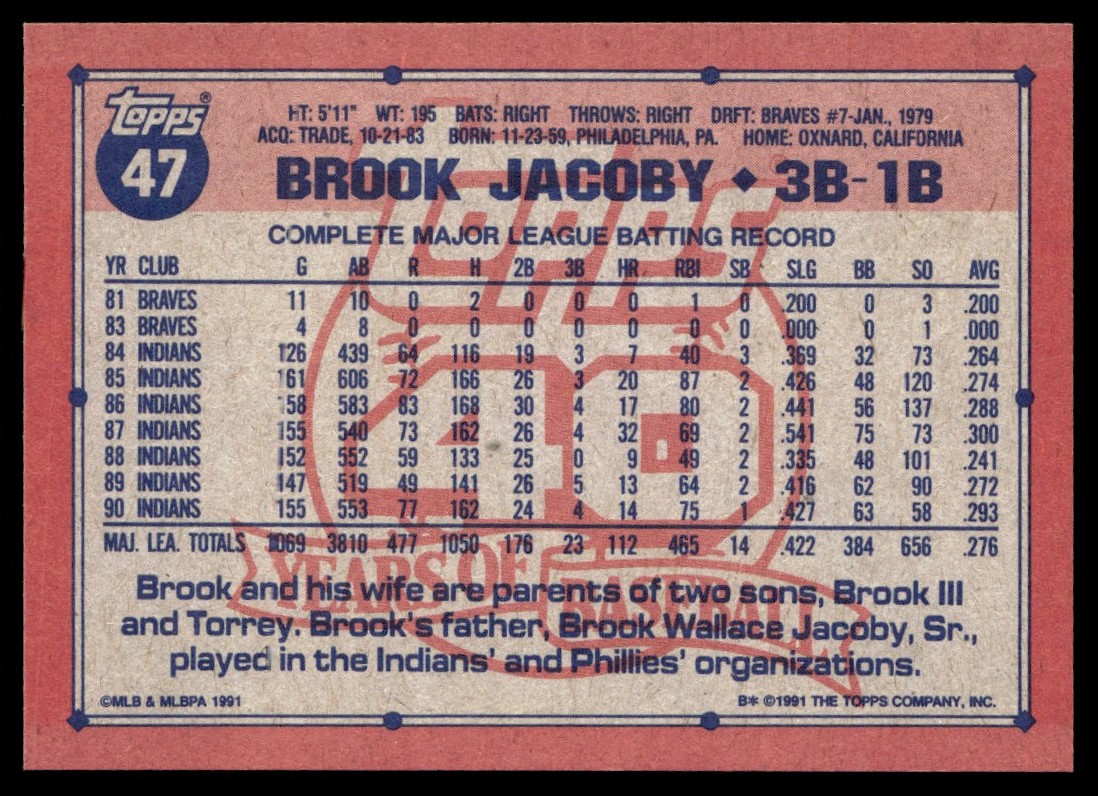 topps®
47
HT: 5'11" WT: 195 BATS: RIGHT THROWS: RIGHT DRFT: BRAVES #7-JAN., 1979
ACQ: TRADE, 10-21-83 BORN: 11-23-59, PHILADELPHIA, PA. HOME: OXNARD, CALIFORNIA
BROOK JACOBY ◆ 3B-1B
COMPLETE MAJOR LEAGUE BATTING RECORD
YR CLUB G AB R H 2B 3B HR RBI SB SLG BB SO AVG
81 BRAVES 11 10 0 2 0 0 0 1 0 .200 0 3 .200
83 BRAVES 4 8 0 0 0 0 0 0 0 .000 0 1 .000
84 INDIANS 126 439 64 116 19 3 7 40 3 .369 32 73 .264
85 INDIANS 161 606 72 166 26 3 20 87 2 .426 48 120 .274
86 INDIANS 158 583 83 168 30 4 17 80 2 .441 56 137 .288
87 INDIANS 155 540 73 162 26 4 32 69 2 .541 75 73 .300
88 INDIANS 152 552 59 133 25 0 9 49 2 .335 48 101 .241
89 INDIANS 147 519 49 141 26 5 13 64 2 .416 62 90 .272
90 INDIANS 155 553 77 162 24 4 14 75 1 .427 63 58 .293
MAJ. LEA. TOTALS 1069 3810 477 1050 176 23 112 465 14 .422 384 656 .276
Topps
40
YEARS OF BASEBALL
Brook and his wife are parents of two sons, Brook III
and Torrey. Brook's father, Brook Wallace Jacoby, Sr.,
played in the Indians' and Phillies' organizations.
©MLB & MLBPA 1991
B* ©1991 THE TOPPS COMPANY, INC.